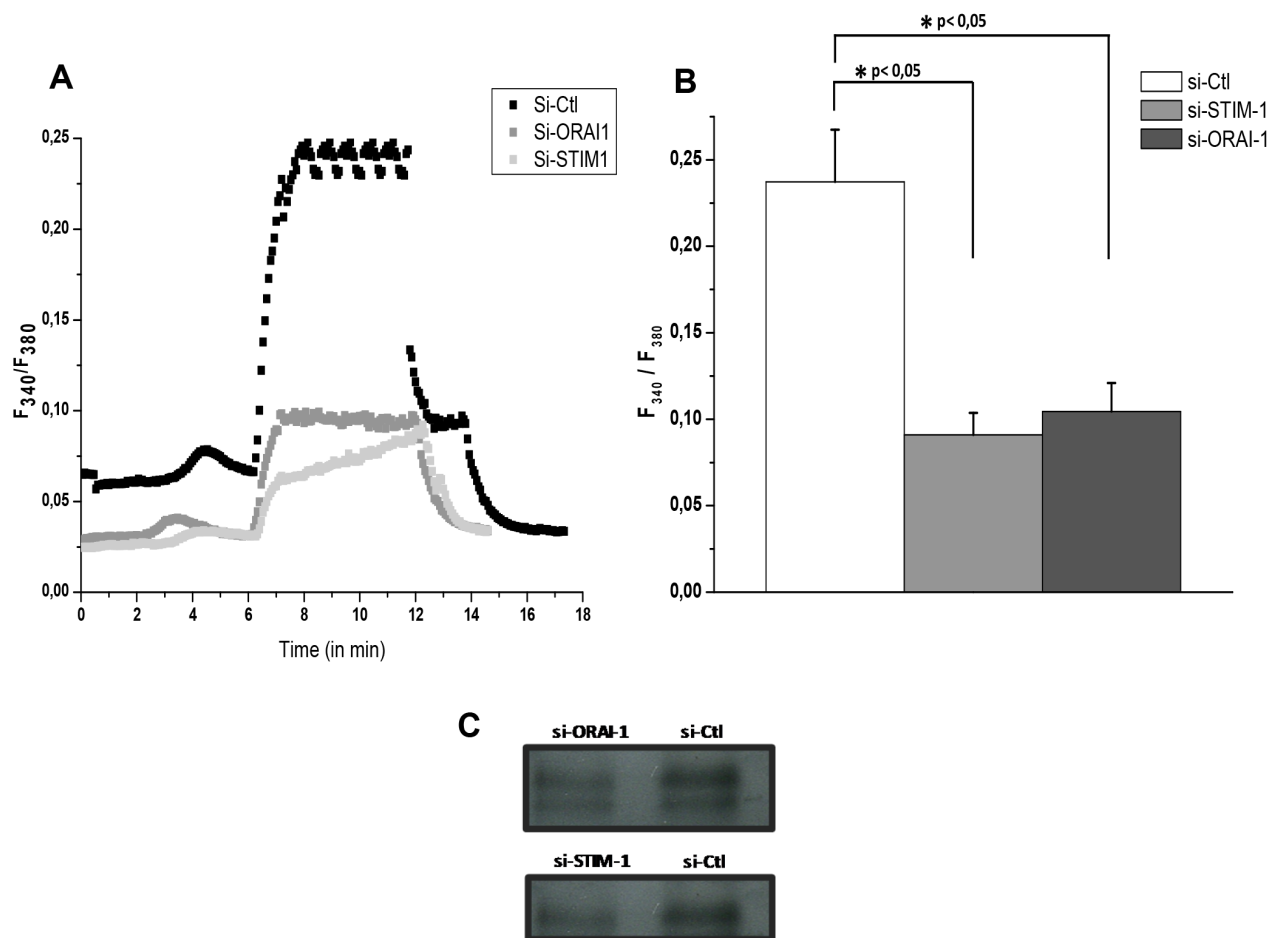 A
Si-Ctl
Si-ORAI1
Si-STIM1
0,25
0,20
0,15
0,10
0,05
0,00
F340/F380
0 2 4 6 8 10 12 14 16 18
Time (in min)
B
* p< 0,05
* p< 0,05
si-Ctl
si-STIM-1
si-ORAI-1
0,25
0,20
0,15
0,10
0,05
0,00
F340 / F380
C
si-ORAI-1 si-Ctl
si-STIM-1 si-Ctl